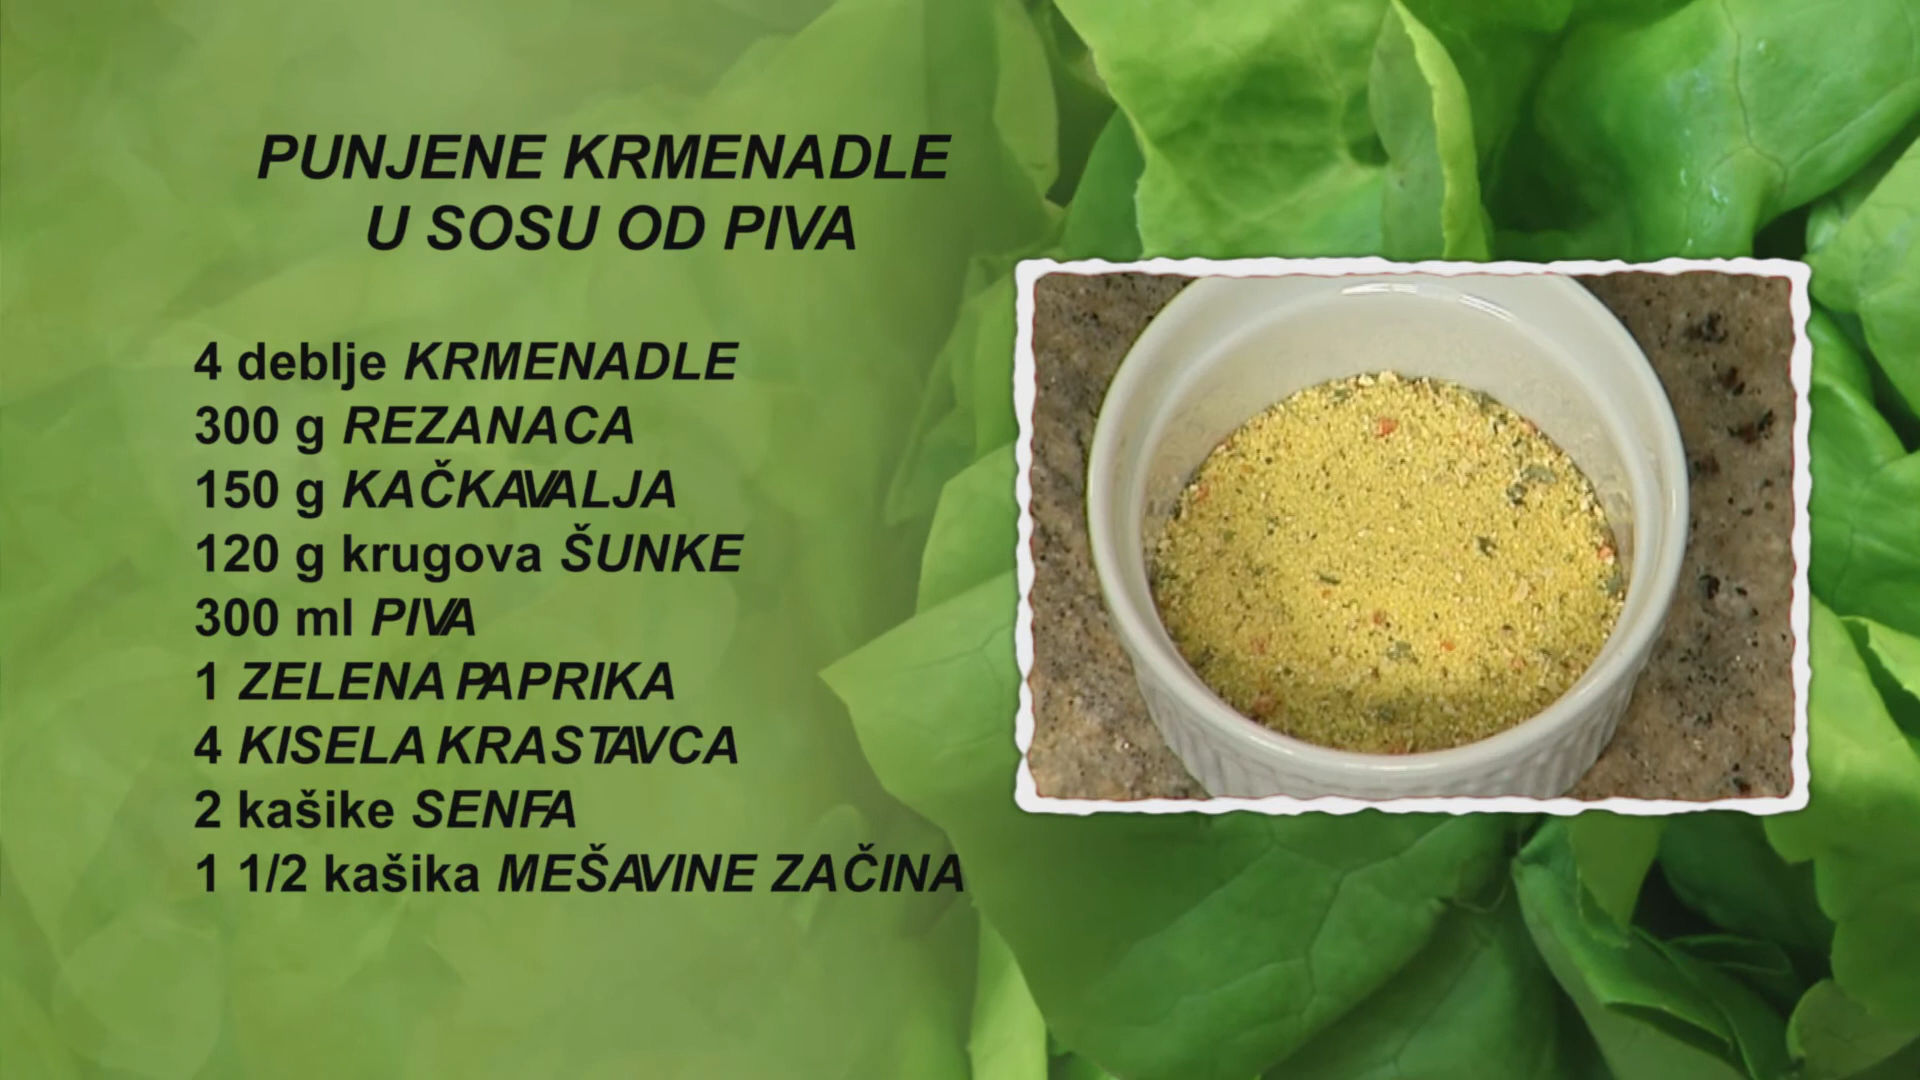 PUNJENE KRMENADLE
U SOSU OD PIVA
4 deblje KRMENADLE
300 g REZANACA
150 g KAČKAVALJA
120 g krugova ŠUNKE
300 ml PIVA
1 ZELENA PAPRIKA
4 KISELA KRASTAVCA
2 kašike SENFA
1 1/2 kašika MEŠAVINE ZAČINA